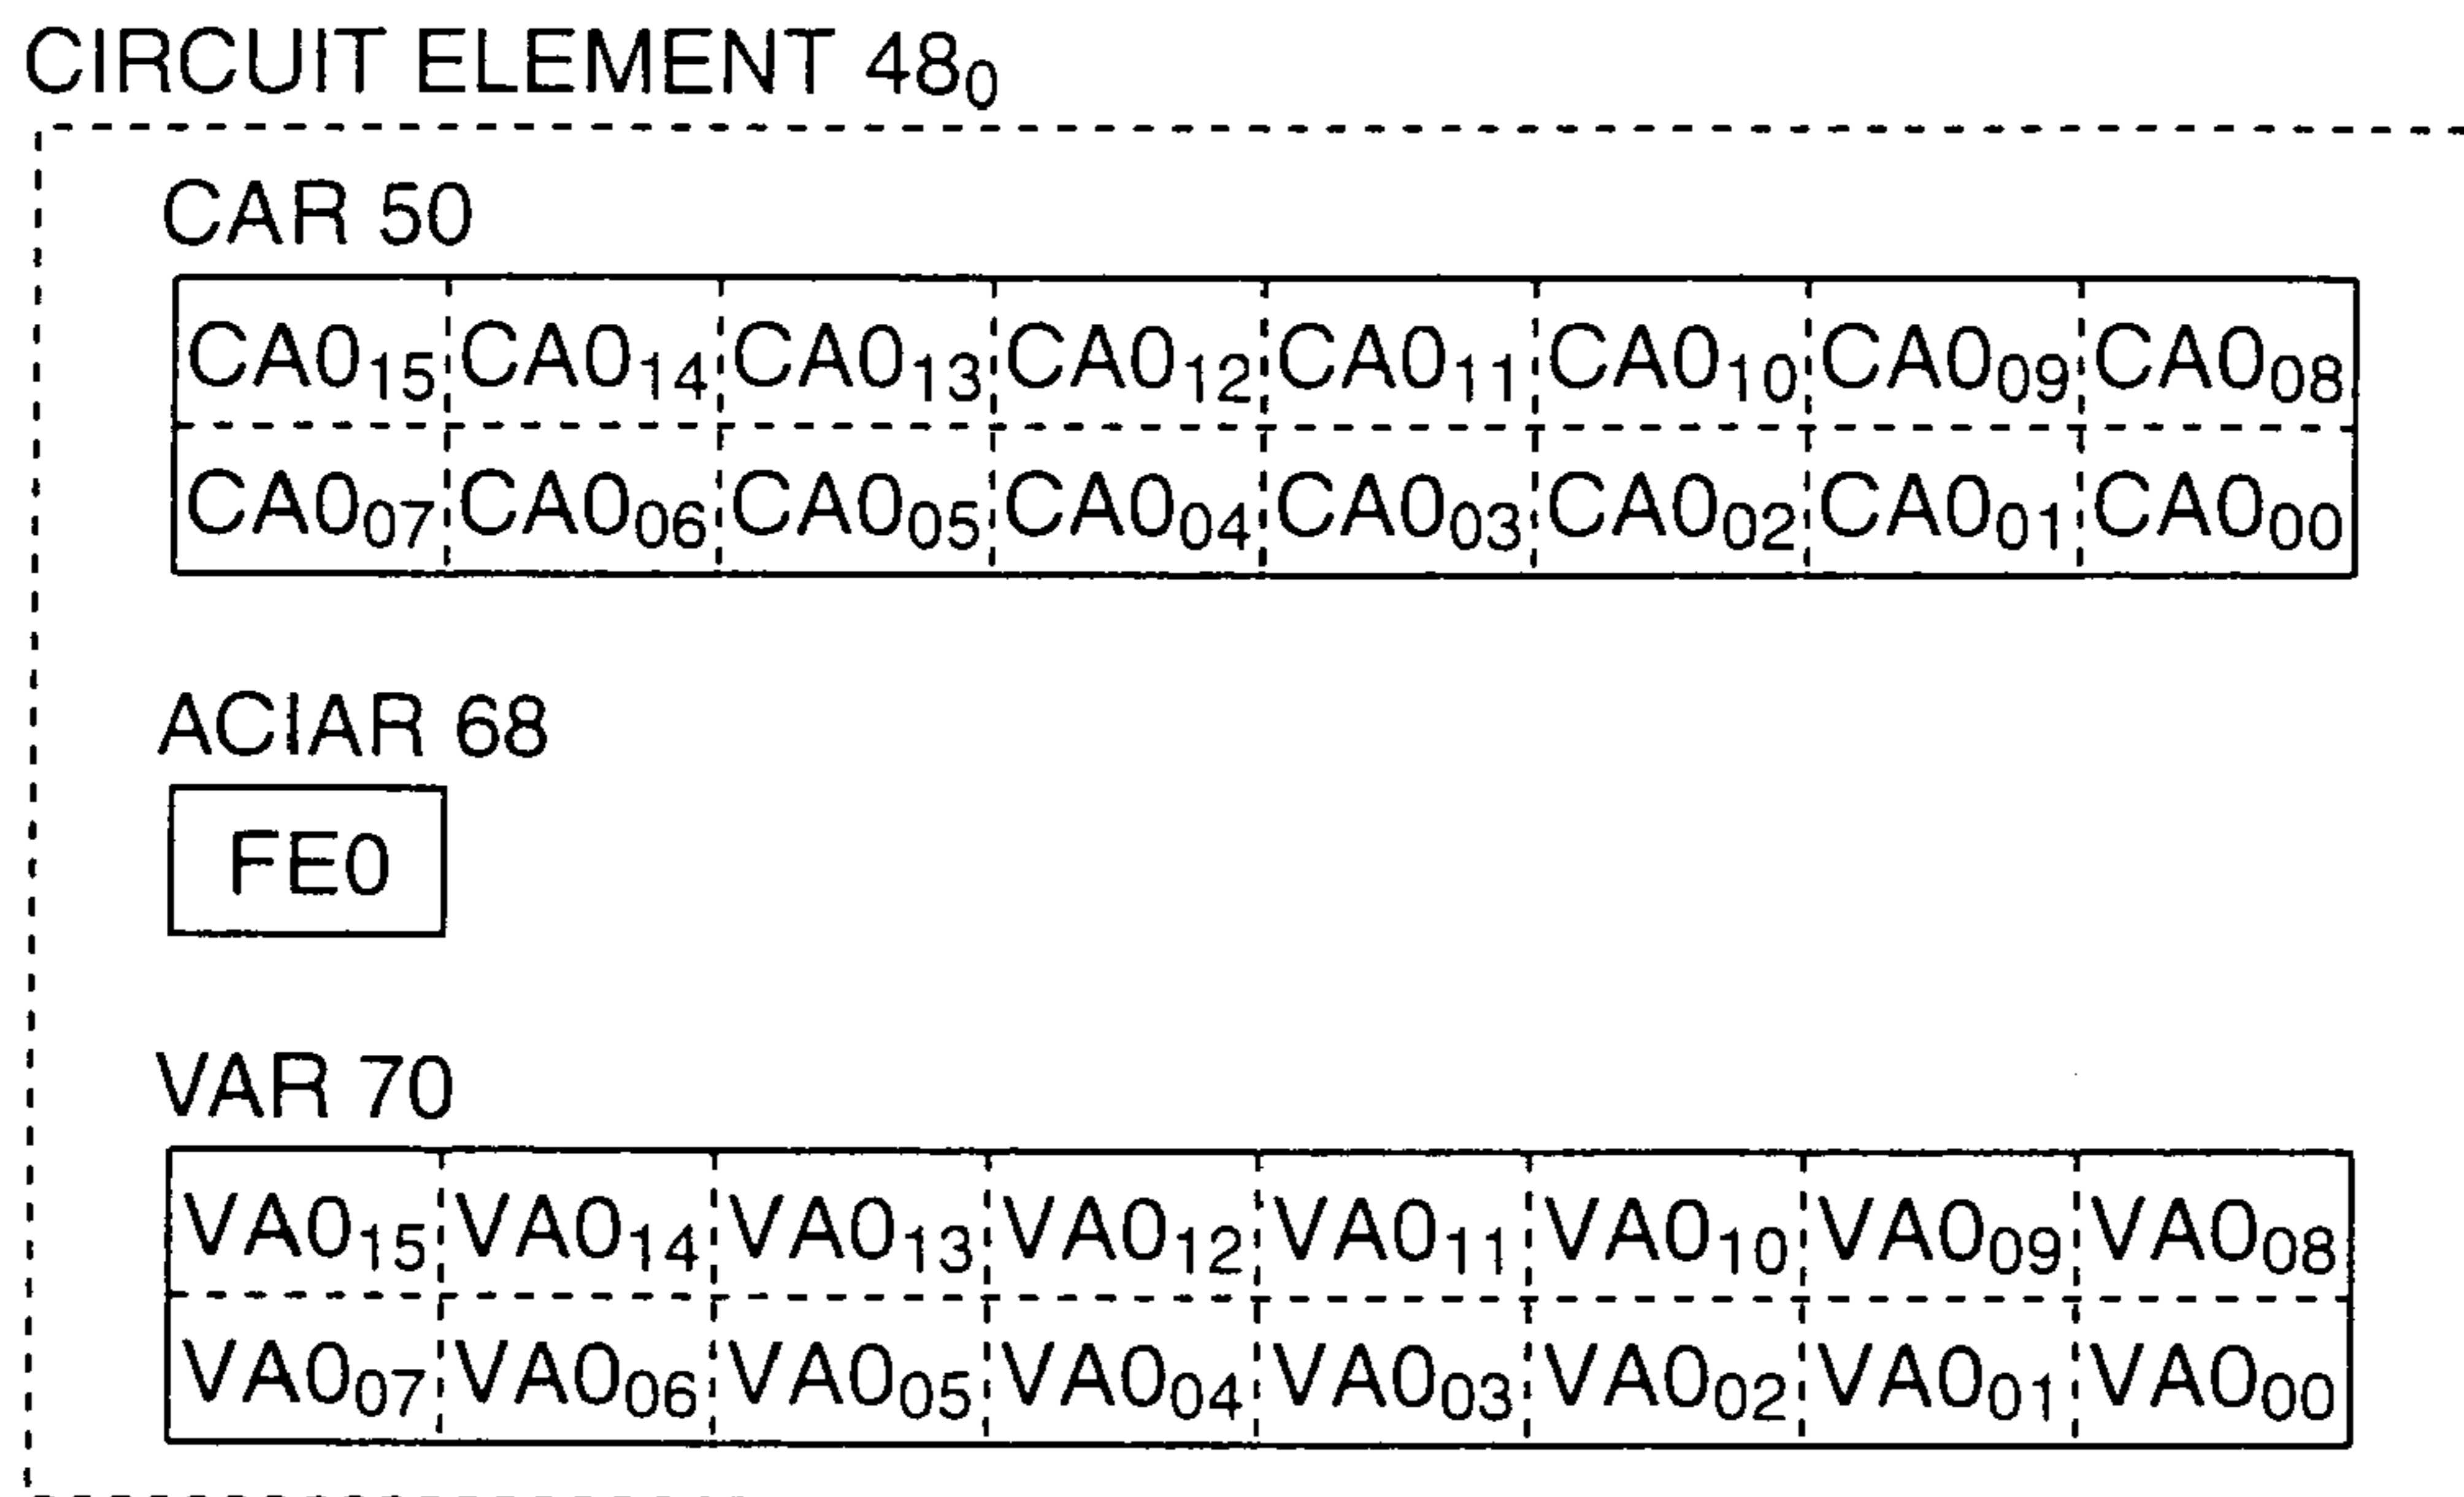 CIRCUIT ELEMENT 48₀
CAR 50
CA0₁₅ CA0₁₄ CA0₁₃ CA0₁₂ CA0₁₁ CA0₁₀ CA0₀₉ CA0₀₈
CA0₀₇ CA0₀₆ CA0₀₅ CA0₀₄ CA0₀₃ CA0₀₂ CA0₀₁ CA0₀₀
ACIAR 68
FE0
VAR 70
VA0₁₅ VA0₁₄ VA0₁₃ VA0₁₂ VA0₁₁ VA0₁₀ VA0₀₉ VA0₀₈
VA0₀₇ VA0₀₆ VA0₀₅ VA0₀₄ VA0₀₃ VA0₀₂ VA0₀₁ VA0₀₀